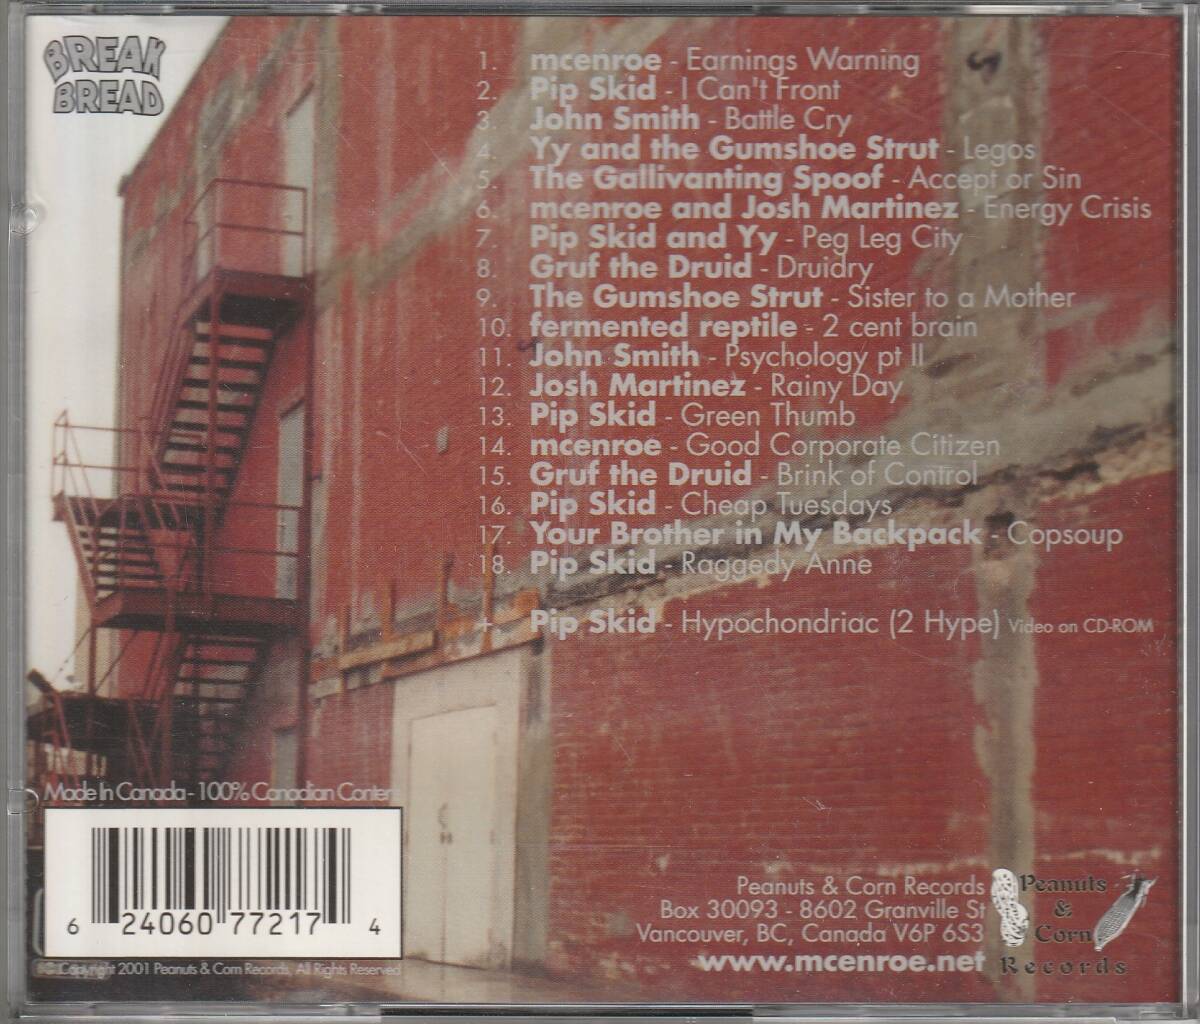 BREAK
BREAD
1. mcenroe - Earnings Warning
2. Pip Skid - I Can't Front
3. John Smith - Battle Cry
4. Yy and the Gumshoe Strut - Legos
5. The Gallivanting Spoof - Accept or Sin
6. mcenroe and Josh Martinez - Energy Crisis
7. Pip Skid and Yy - Peg Leg City
8. Gruf the Druid - Druidry
9. The Gumshoe Strut - Sister to a Mother
10. fermented reptile - 2 cent brain
11. John Smith - Psychology pt II
12. Josh Martinez - Rainy Day
13. Pip Skid - Green Thumb
14. mcenroe - Good Corporate Citizen
15. Gruf the Druid - Brink of Control
16. Pip Skid - Cheap Tuesdays
17. Your Brother in My Backpack - Copsoup
18. Pip Skid - Raggedy Anne
+ Pip Skid - Hypochondriac (2 Hype) Video on CD-ROM
Made In Canada - 100% Canadian Content
6 24060 77217 4
© Copyright 2001 Peanuts & Corn Records, All Rights Reserved
Peanuts & Corn Records
Box 30093 - 8602 Granville St
Vancouver, BC, Canada V6P 6S3
www.mcenroe.net
Peanuts
&
Corn
Records